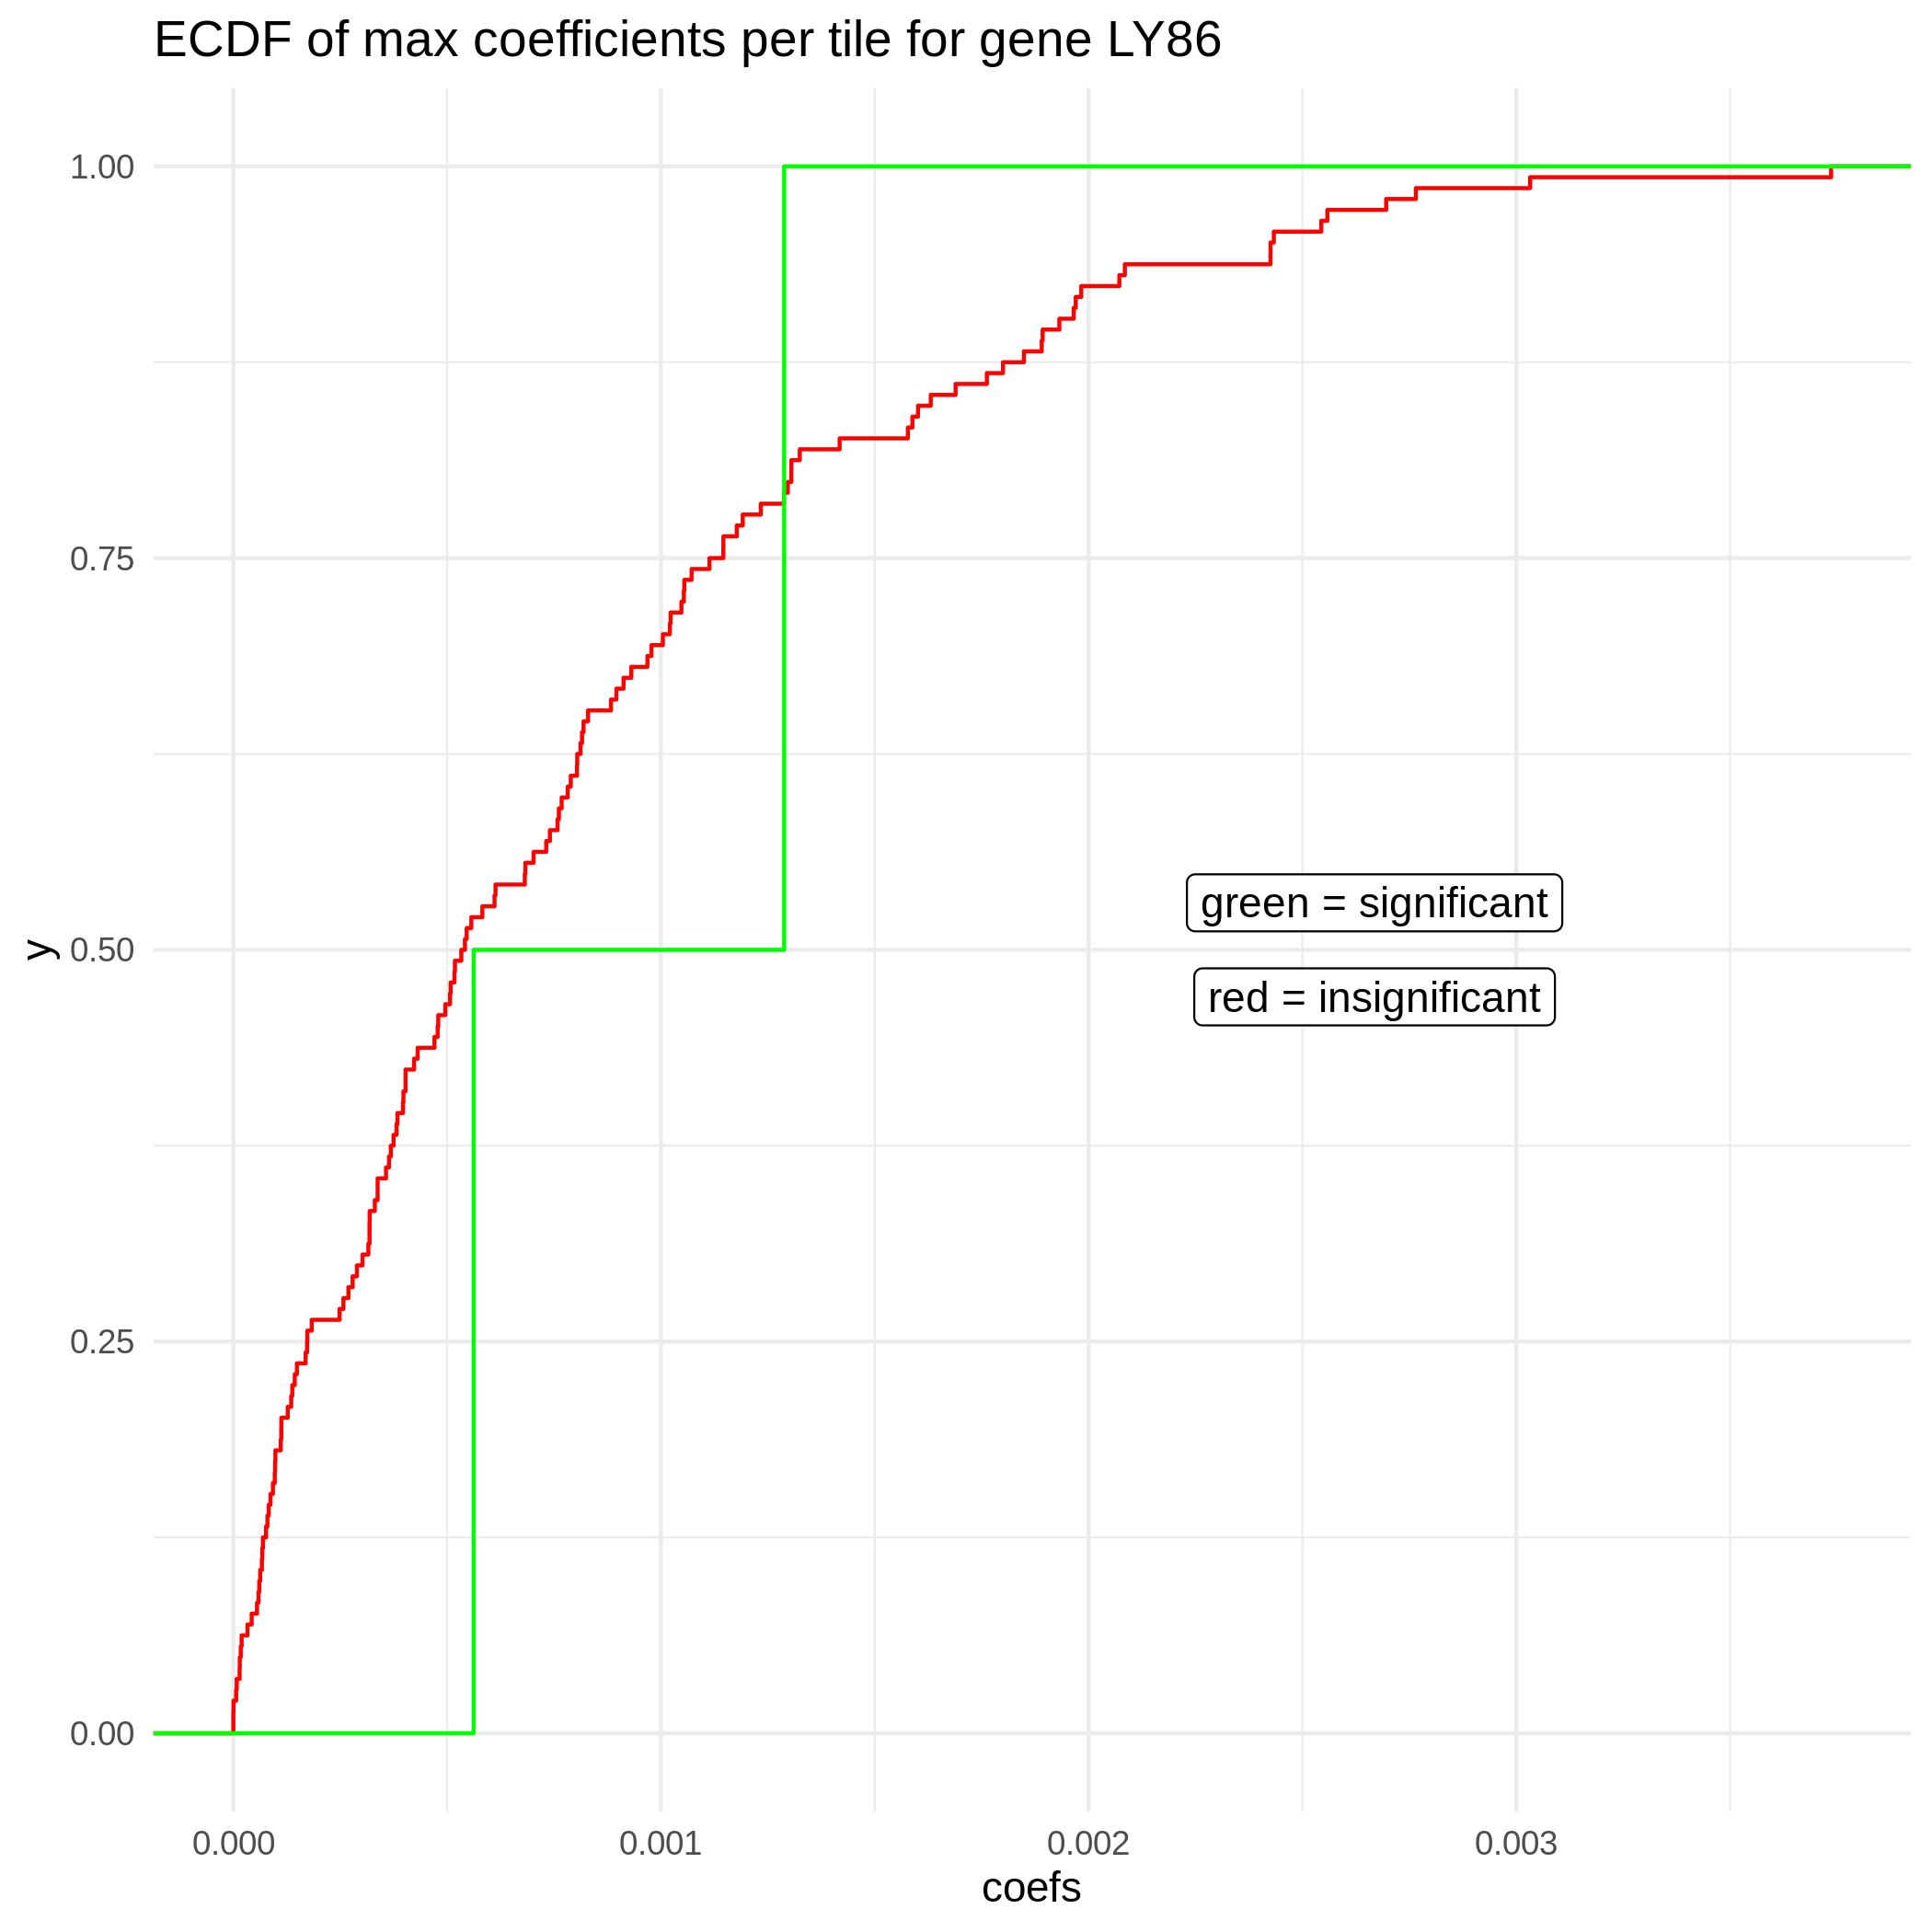 ECDF of max coefficients per tile for gene LY86
1.00
0.75
0.50
0.25
0.00
y
green = significant
red = insignificant
0.000 0.001 0.002 0.003
coefs